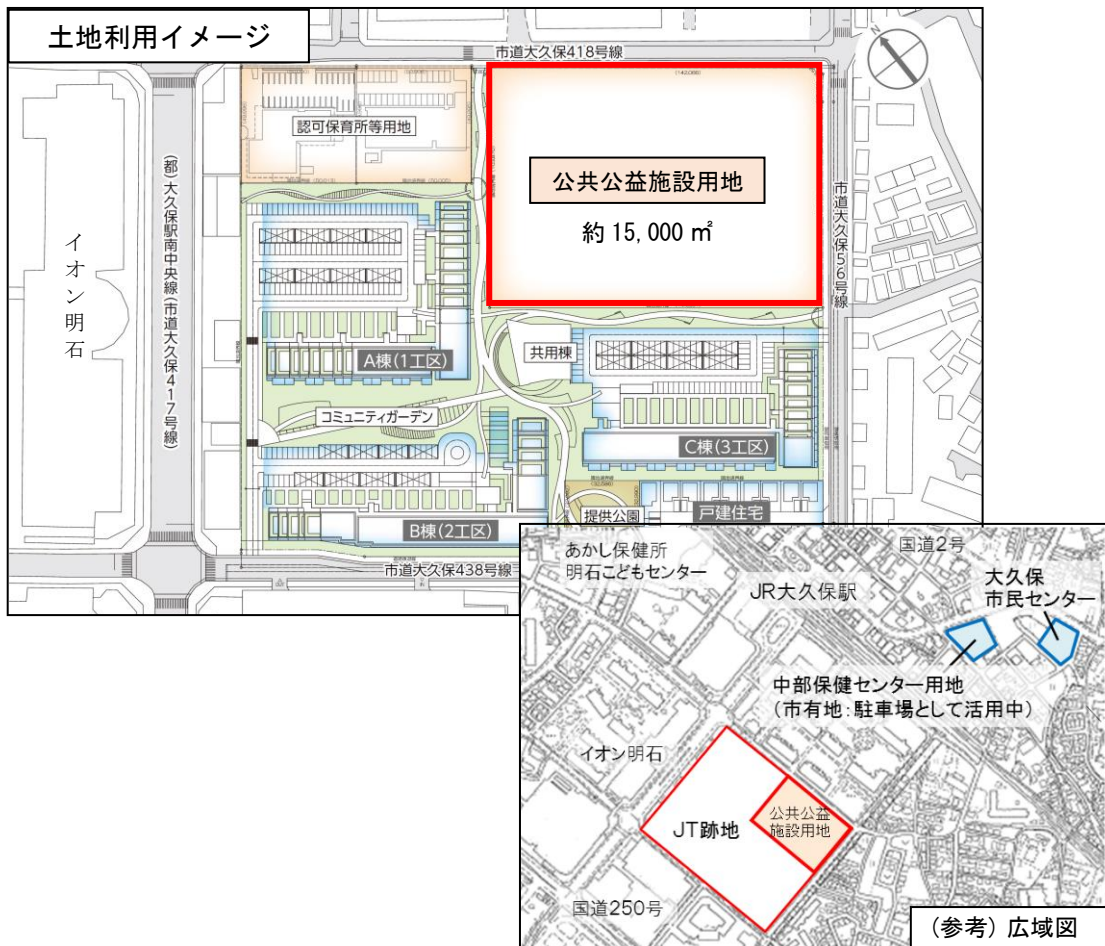 土地利用イメージ
市道大久保418号線
N
認可保育所等用地
公共公益施設用地
約15,000㎡
イオン明石
(都)大久保駅南中央線(市道大久保417号線)
市道大久保56号線
A棟(1工区)
共用棟
コミュニティガーデン
C棟(3工区)
B棟(2工区)
提供公園
戸建住宅
市道大久保438号線
あかし保健所
明石こどもセンター
国道2号
JR大久保駅
大久保
市民センター
中部保健センター用地
(市有地:駐車場として活用中)
イオン明石
公共公益
施設用地
JT跡地
国道250号
(参考)広域図